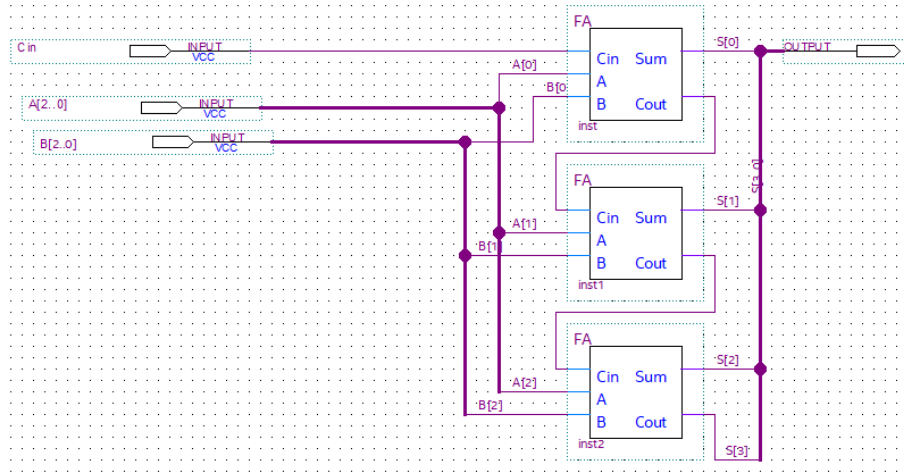 C in
INPUT
VCC
A[2..0]
INPUT
VCC
B[2..0]
INPUT
VCC
FA
Cin Sum
A
B Cout
inst
A[0]
B[0
S[0]
OUTPUT
S[3..0]
FA
Cin Sum
A
B Cout
inst1
A[1]
B[1]
S[1]
FA
Cin Sum
A
B Cout
inst2
A[2]
B[2]
S[2]
S[3]